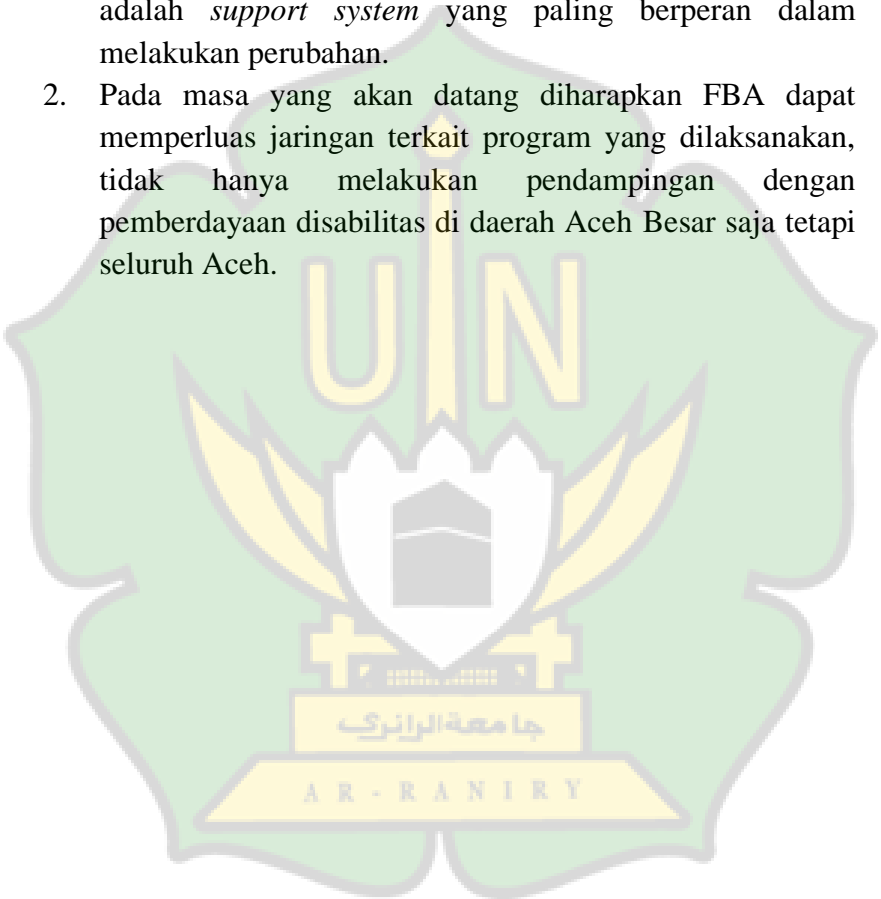 adalah support system yang paling berperan dalam
melakukan perubahan.
2. Pada masa yang akan datang diharapkan FBA dapat
memperluas jaringan terkait program yang dilaksanakan,
tidak hanya melakukan pendampingan dengan
pemberdayaan disabilitas di daerah Aceh Besar saja tetapi
seluruh Aceh.
UIN
جامعة الرانري
AR-RANIRY